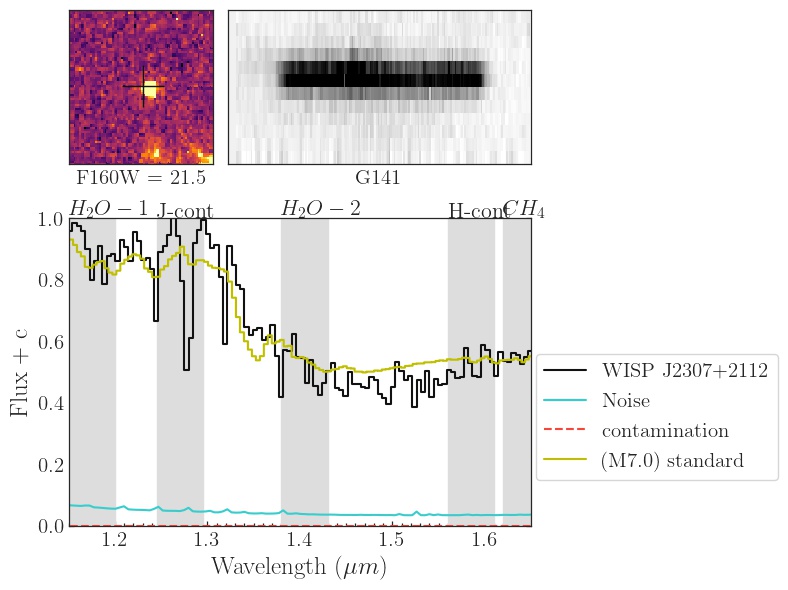 F160W = 21.5
G141
H₂O − 1 J-cont H₂O − 2 H-cont CH₄
1.0
0.8
0.6
0.4
0.2
0.0
Flux + c
1.2 1.3 1.4 1.5 1.6
Wavelength (μm)
WISP J2307+2112
Noise
contamination
(M7.0) standard